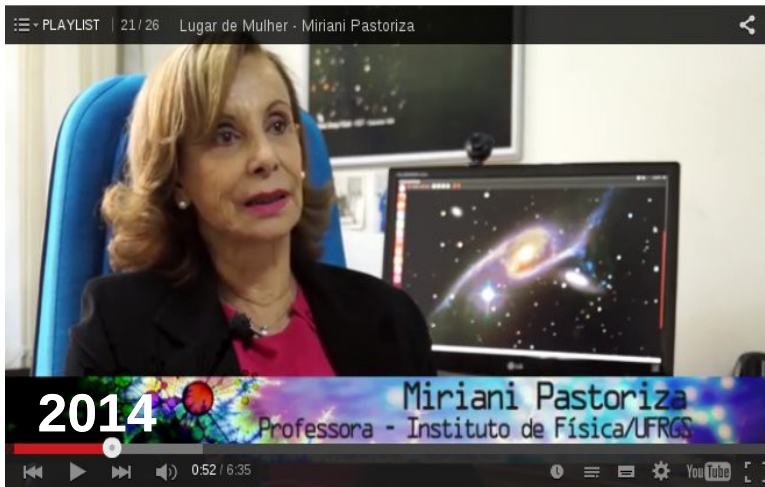 PLAYLIST | 21 / 26 Lugar de Mulher - Miriani Pastoriza
LG
2014
Miriani Pastoriza
Professora - Instituto de Física/UFRGS
0:52 / 6:35
YouTube